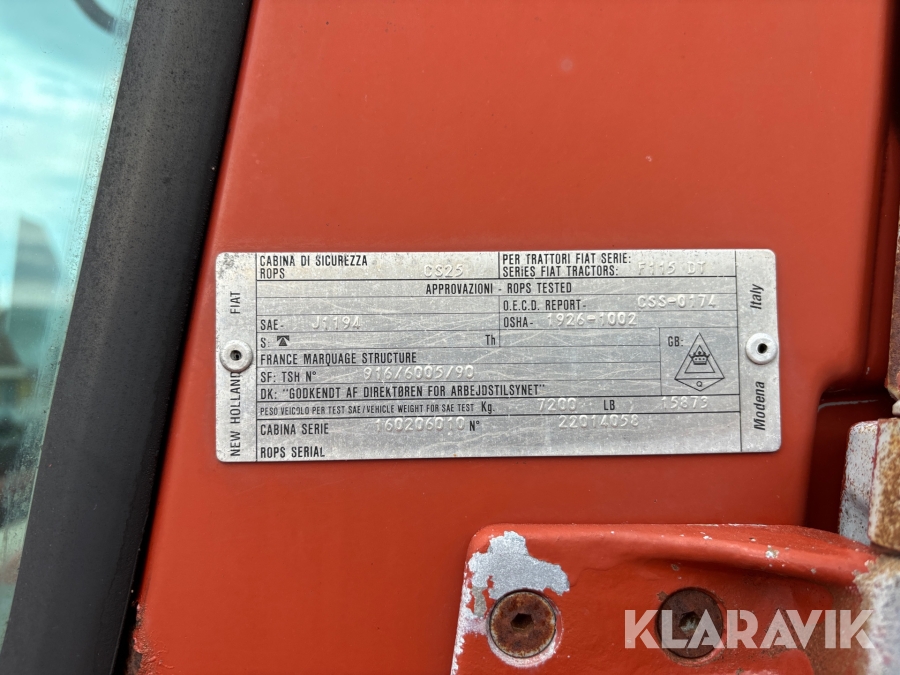 NEW HOLLAND FIAT
CABINA DI SICUREZZA
ROPS CS25
PER TRATTORI FIAT SERIE:
SERIES FIAT TRACTORS: F115 DT
APPROVAZIONI - ROPS TESTED
O.E.C.D. REPORT- CSS-0174
SAE- J1194
OSHA- 1926-1002
S Th
GB:
FRANCE MARQUAGE STRUCTURE
SF: TSH N° 916/6005/90
DK: "GODKENDT AF DIREKTØREN FOR ARBEJDSTILSYNET"
PESO VEICOLO PER TEST SAE/VEHICLE WEIGHT FOR SAE TEST Kg. 7200 LB 15873
CABINA SERIE 160206010 N° 22014058
ROPS SERIAL
Modena Italy
KLARAVIK